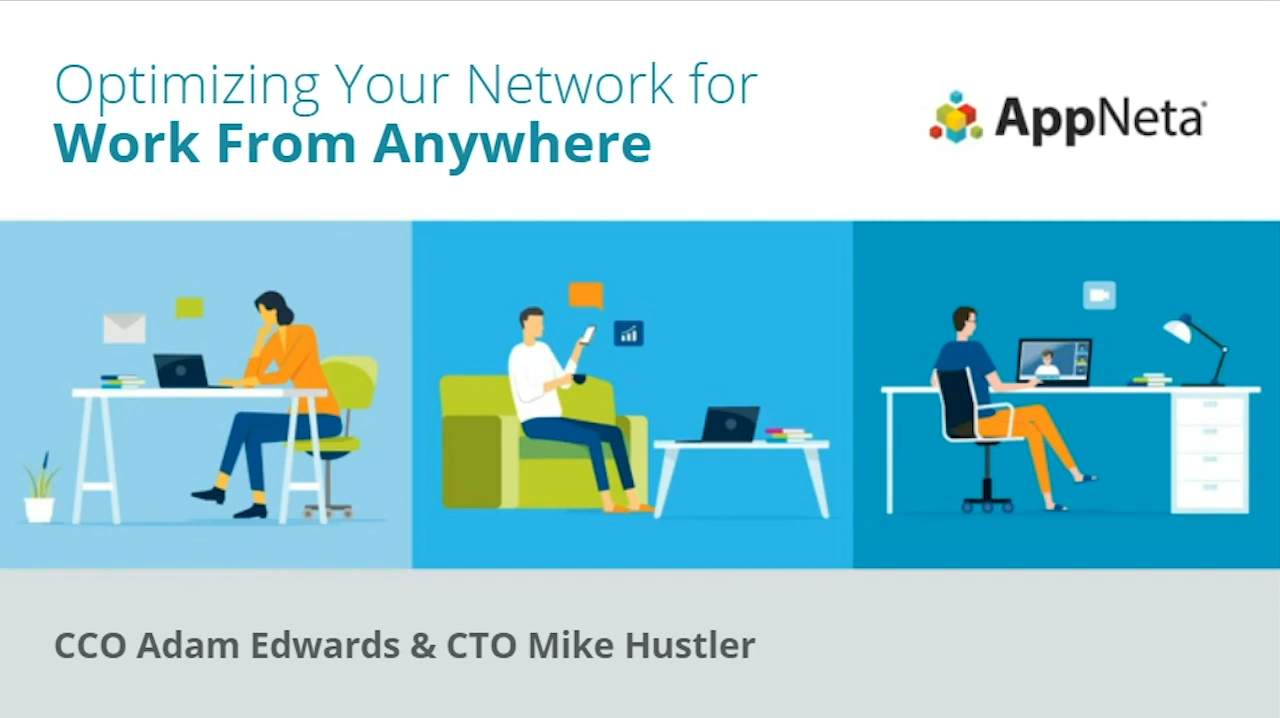 Optimizing Your Network for
Work From Anywhere
AppNeta
CCO Adam Edwards & CTO Mike Hustler